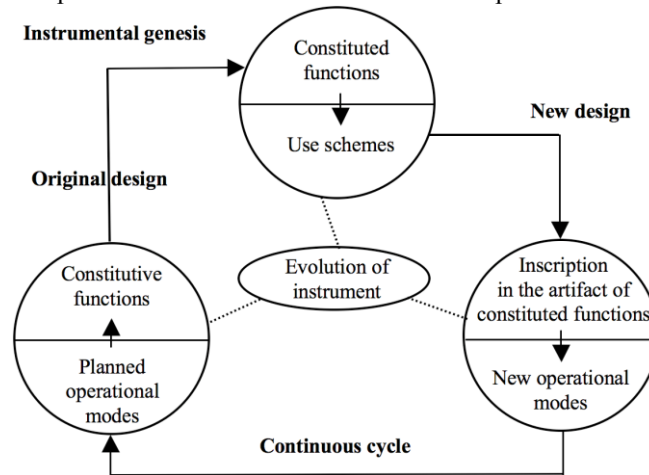 Instrumental genesis
Constituted
functions
Use schemes
New design
Original design
Constitutive
functions
Planned
operational
modes
Evolution of
instrument
Inscription
in the artifact of
constituted functions
New operational
modes
Continuous cycle